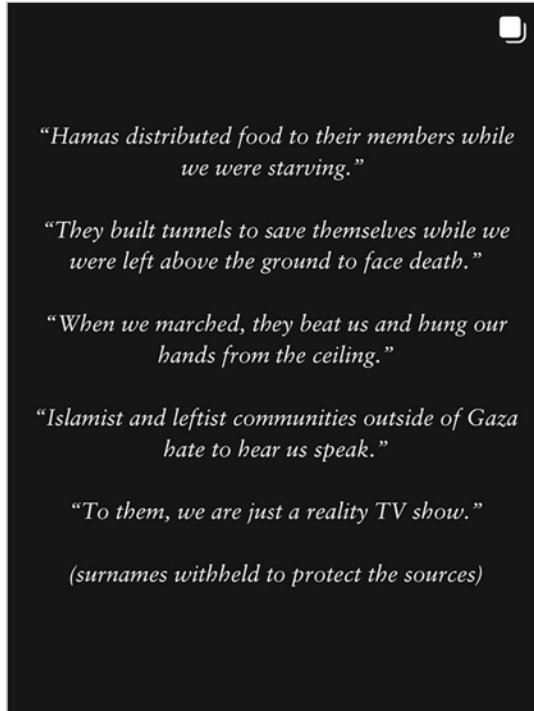 “Hamas distributed food to their members while
we were starving.”
“They built tunnels to save themselves while we
were left above the ground to face death.”
“When we marched, they beat us and hung our
hands from the ceiling.”
“Islamist and leftist communities outside of Gaza
hate to hear us speak.”
“To them, we are just a reality TV show.”
(surnames withheld to protect the sources)